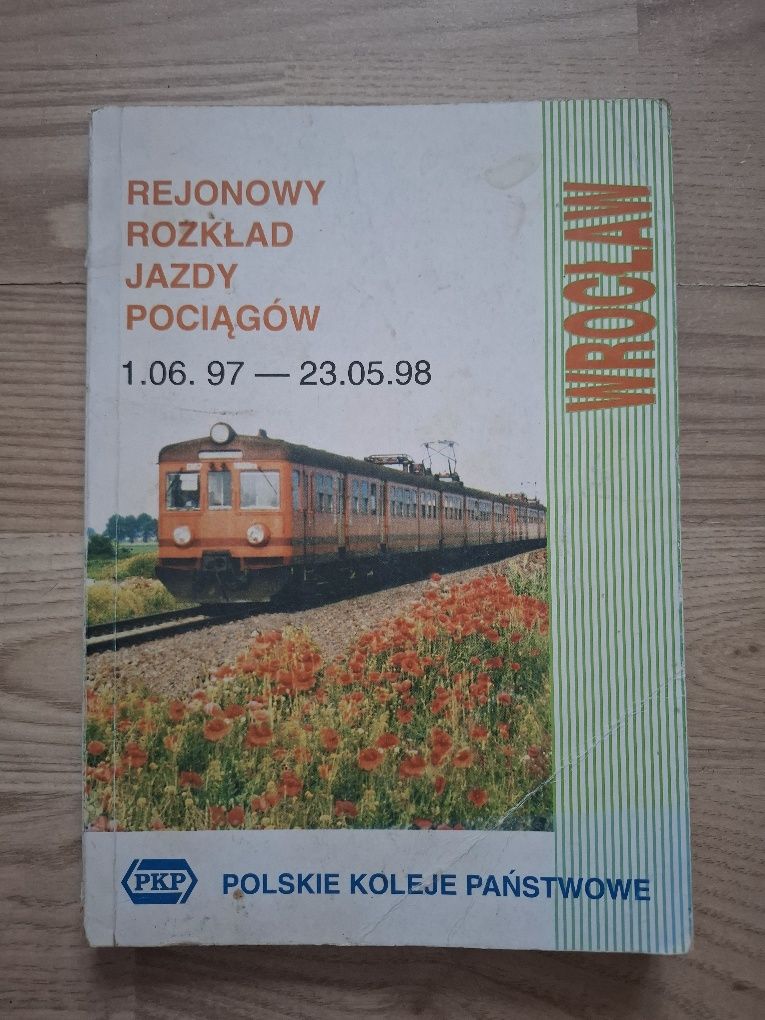 REJONOWY
ROZKŁAD
JAZDY
POCIĄGÓW
1.06. 97 — 23.05.98
WROCŁAW
PKP
POLSKIE KOLEJE PAŃSTWOWE